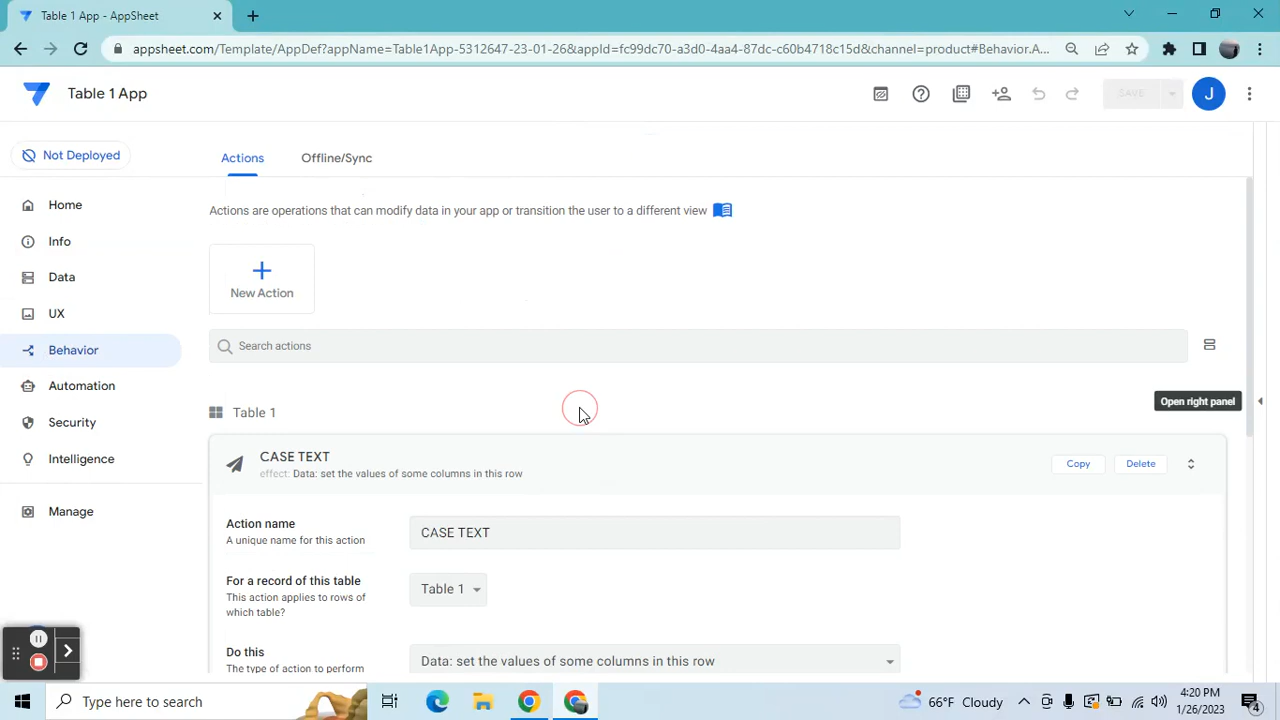 Table 1 App - AppSheet
appsheet.com/Template/AppDef?appName=Table1App-5312647-23-01-26&appId=fc99dc70-a3d0-4aa4-87dc-c60b4718c15d&channel=product#Behavior.A...
Table 1 App
SAVE
J
Not Deployed
Actions
Offline/Sync
Home
Actions are operations that can modify data in your app or transition the user to a different view
Info
Data
New Action
UX
Behavior
Search actions
Automation
Open right panel
Table 1
Security
Intelligence
CASE TEXT
effect: Data: set the values of some columns in this row
Copy
Delete
Manage
Action name
A unique name for this action
CASE TEXT
For a record of this table
This action applies to rows of
which table?
Table 1
Do this
The type of action to perform
Data: set the values of some columns in this row
Type here to search
66°F Cloudy
4:20 PM
1/26/2023
4